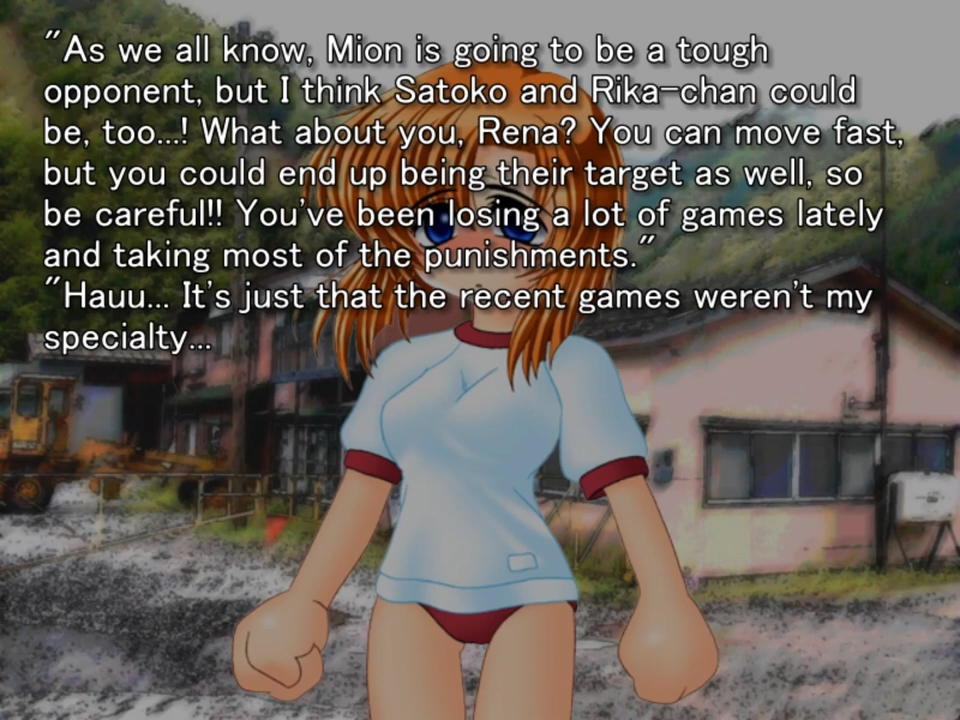 "As we all know, Mion is going to be a tough
opponent, but I think Satoko and Rika-chan could
be, too...! What about you, Rena? You can move fast,
but you could end up being their target as well, so
be careful!! You've been losing a lot of games lately
and taking most of the punishments."
"Hauu... It's just that the recent games weren't my
specialty...